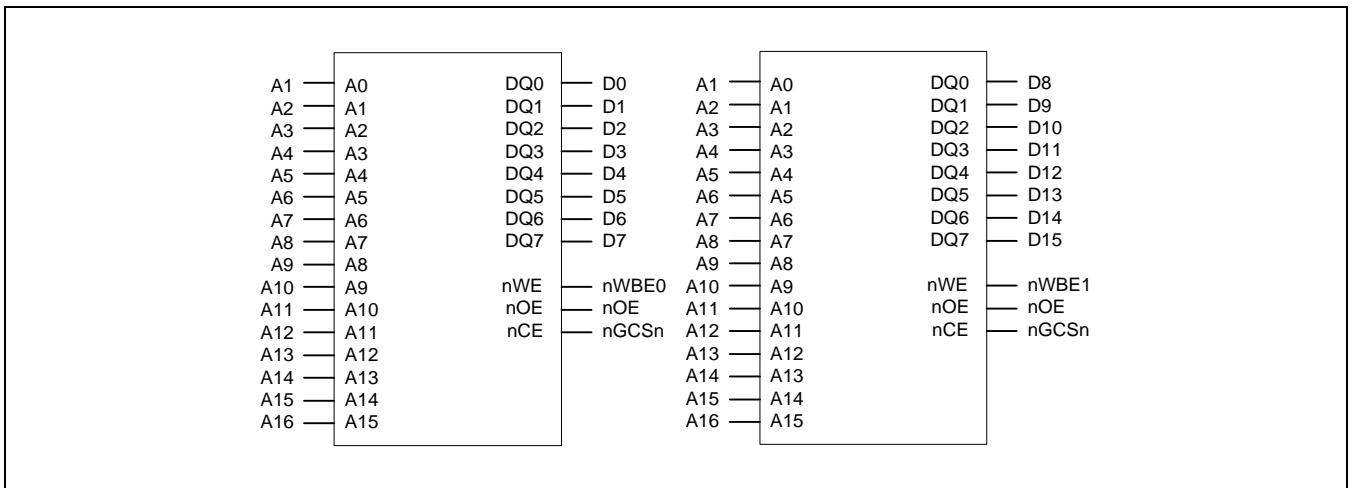 A1 A0 DQ0 D0 A1 A0 DQ0 D8
A2 A1 DQ1 D1 A2 A1 DQ1 D9
A3 A2 DQ2 D2 A3 A2 DQ2 D10
A4 A3 DQ3 D3 A4 A3 DQ3 D11
A5 A4 DQ4 D4 A5 A4 DQ4 D12
A6 A5 DQ5 D5 A6 A5 DQ5 D13
A7 A6 DQ6 D6 A7 A6 DQ6 D14
A8 A7 DQ7 D7 A8 A7 DQ7 D15
A9 A8 A9 A8
A10 A9 nWE nWBE0 A10 A9 nWE nWBE1
A11 A10 nOE nOE A11 A10 nOE nOE
A12 A11 nCE nGCSn A12 A11 nCE nGCSn
A13 A12 A13 A12
A14 A13 A14 A13
A15 A14 A15 A14
A16 A15 A16 A15